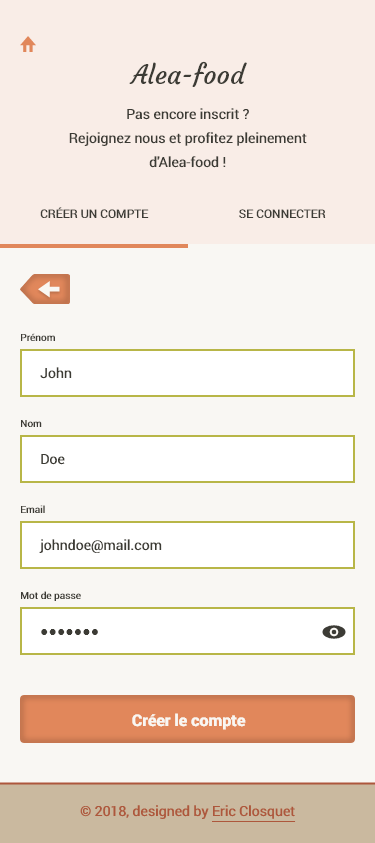 Alea-food
Pas encore inscrit ?
Rejoignez nous et profitez pleinement
d'Alea-food !
CRÉER UN COMPTE
SE CONNECTER
Prénom
John
Nom
Doe
Email
johndoe@mail.com
Mot de passe
•••••••
Créer le compte
© 2018, designed by Eric Closquet